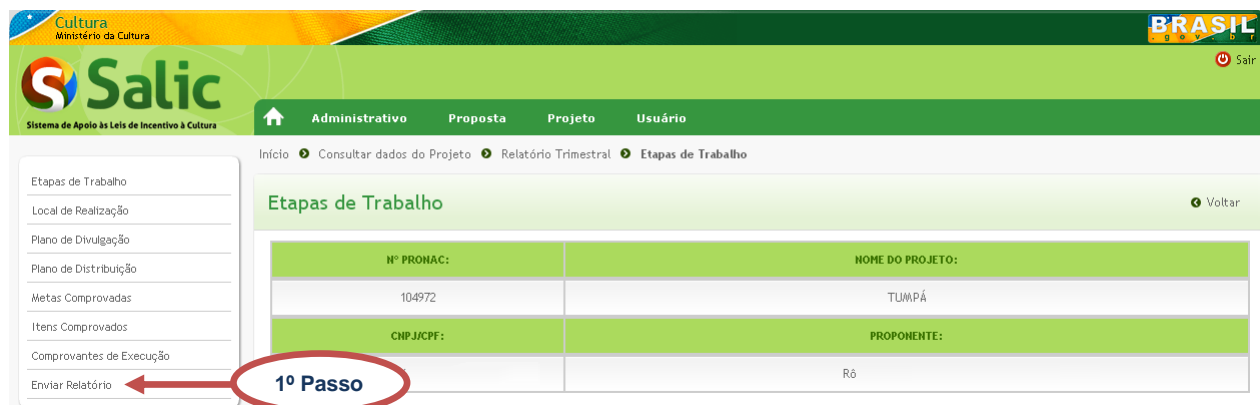 Cultura
Ministério da Cultura
BRASIL
.gov.br
Sair
Salic
Sistema de Apoio às Leis de Incentivo à Cultura
Administrativo Proposta Projeto Usuário
Início Consultar dados do Projeto Relatório Trimestral Etapas de Trabalho
Etapas de Trabalho
Local de Realização
Plano de Divulgação
Plano de Distribuição
Metas Comprovadas
Itens Comprovados
Comprovantes de Execução
Enviar Relatório
1º Passo
Etapas de Trabalho
Voltar
Nº PRONAC: NOME DO PROJETO:
104972 TUMPÁ
CNPJ/CPF: PROPONENTE:
Rô